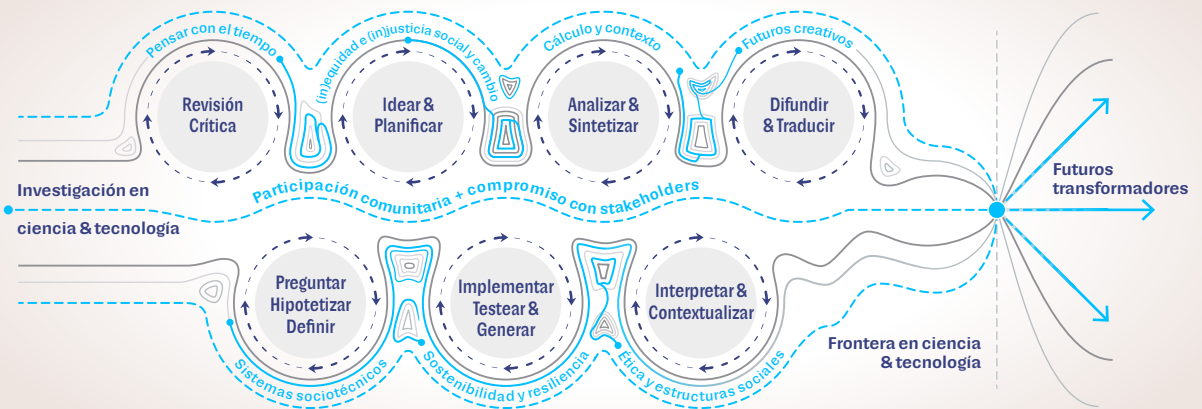 Pensar con el tiempo
(in)equidad e (in)justicia social y cambio
Cálculo y contexto
Futuros creativos
Revisión
Crítica
Idear &
Planificar
Analizar &
Sintetizar
Difundir
& Traducir
Investigación en
ciencia & tecnología
Participación comunitaria + compromiso con stakeholders
Futuros
transformadores
Preguntar
Hipotetizar
Definir
Implementar
Testear &
Generar
Interpretar &
Contextualizar
Frontera en ciencia
& tecnología
Sistemas sociotécnicos
Sostenibilidad y resiliencia
Ética y estructuras sociales